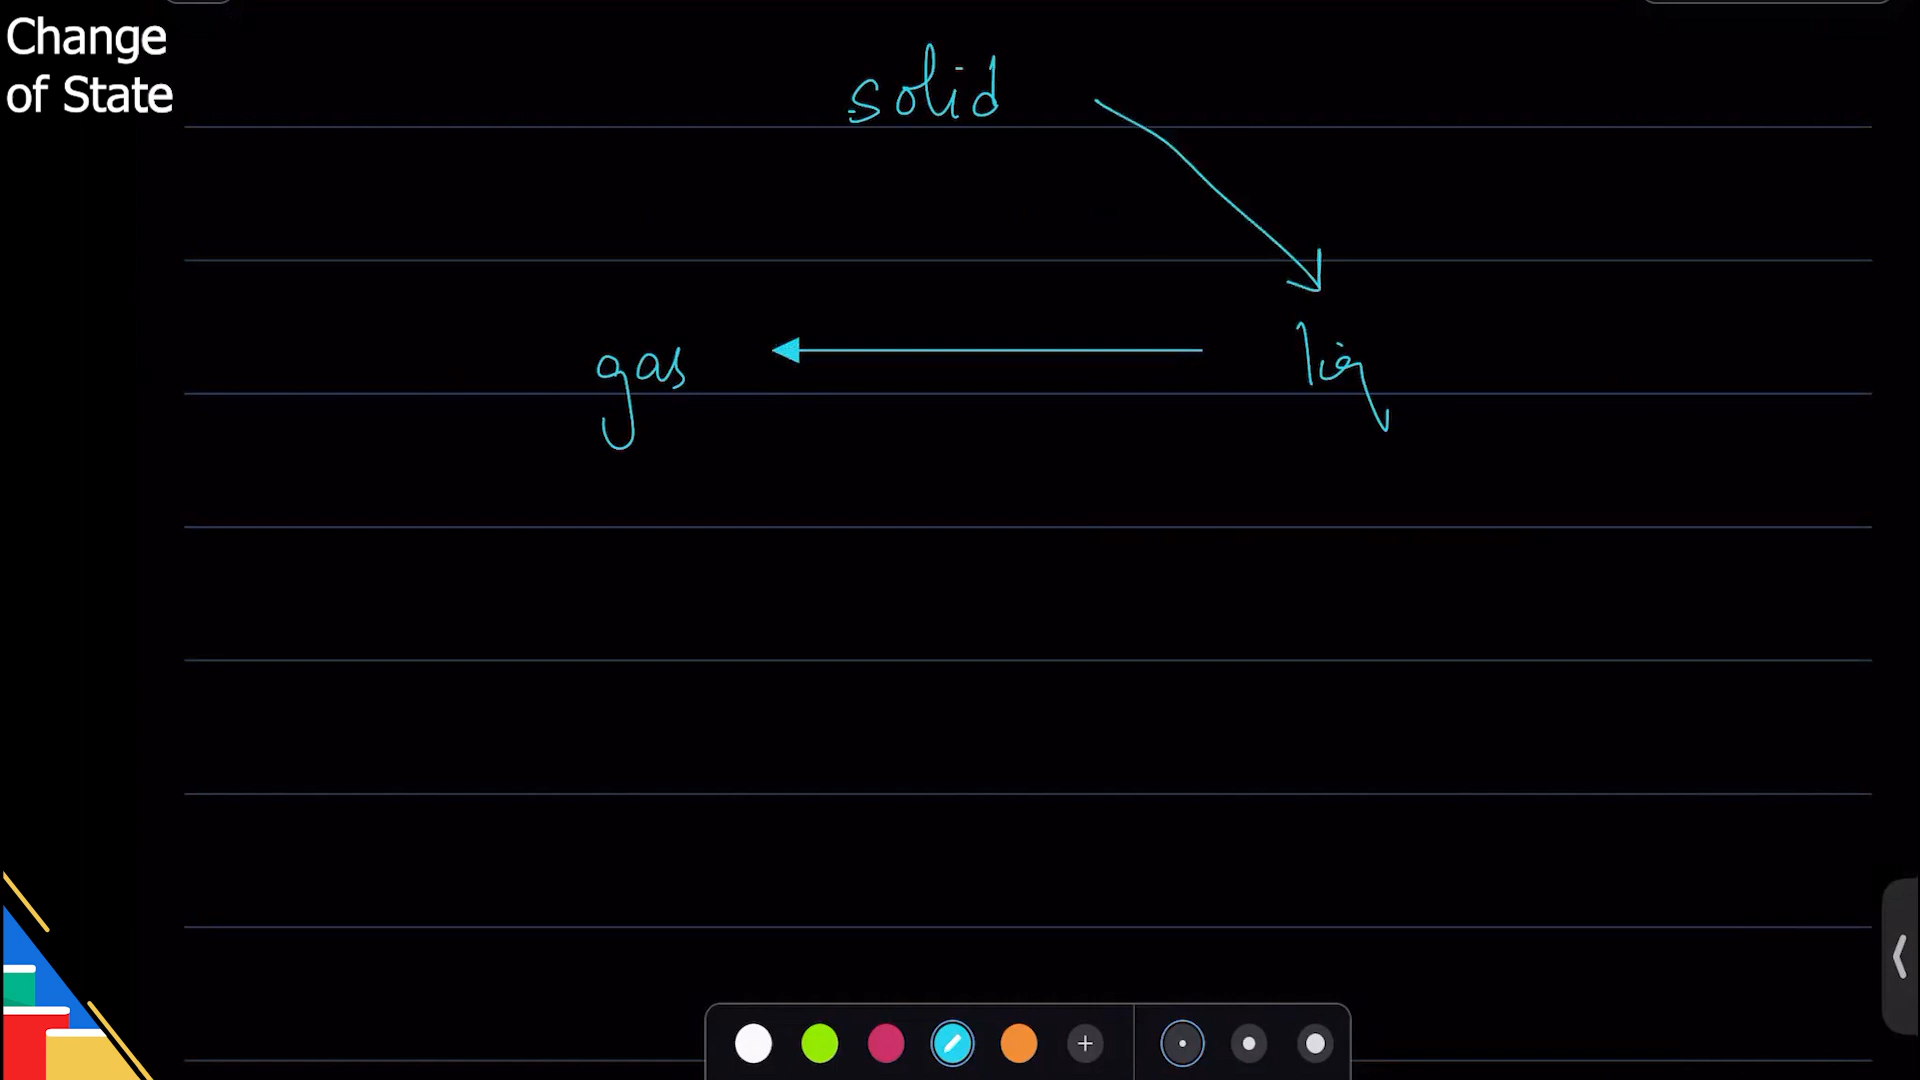 Change
of State
solid
gas
liq